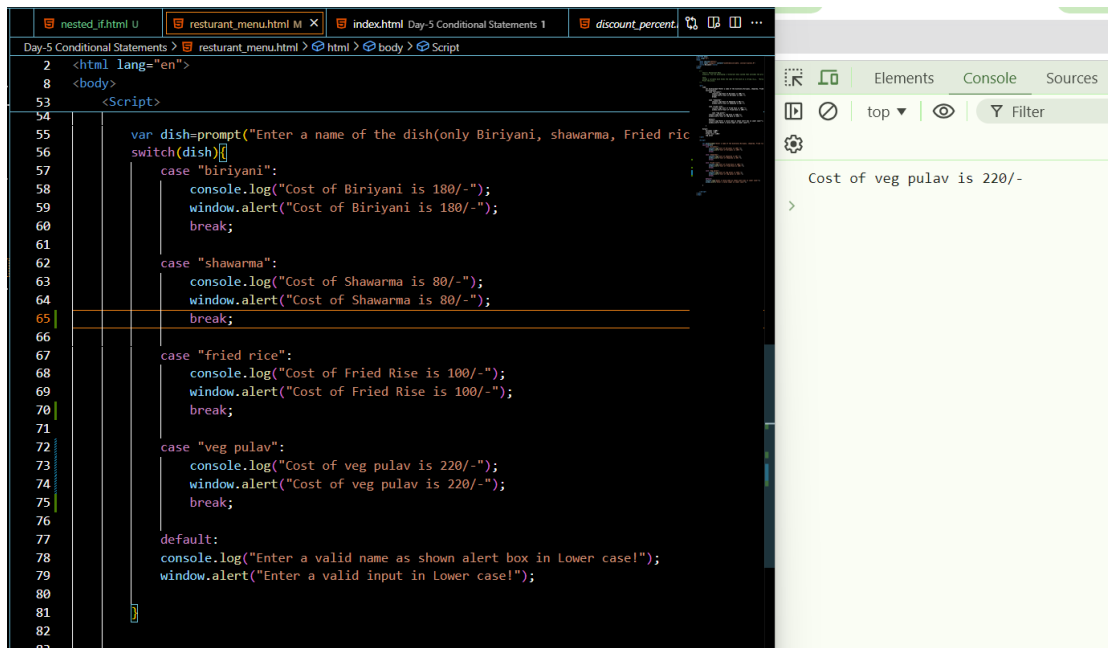 nested_if.html U
resturant_menu.html M
index.html Day-5 Conditional Statements 1
discount_percent.
Day-5 Conditional Statements > resturant_menu.html > html > body > Script
2 <html lang="en">
8 <body>
53 <Script>
54
55 var dish=prompt("Enter a name of the dish(only Biriyani, shawarma, Fried ric
56 switch(dish){
57 case "biriyani":
58 console.log("Cost of Biriyani is 180/-");
59 window.alert("Cost of Biriyani is 180/-");
60 break;
61
62 case "shawarma":
63 console.log("Cost of Shawarma is 80/-");
64 window.alert("Cost of Shawarma is 80/-");
65 break;
66
67 case "fried rice":
68 console.log("Cost of Fried Rise is 100/-");
69 window.alert("Cost of Fried Rise is 100/-");
70 break;
71
72 case "veg pulav":
73 console.log("Cost of veg pulav is 220/-");
74 window.alert("Cost of veg pulav is 220/-");
75 break;
76
77 default:
78 console.log("Enter a valid name as shown alert box in Lower case!");
79 window.alert("Enter a valid input in Lower case!");
80
81 }
82
Elements Console Sources
top Filter
Cost of veg pulav is 220/-
>